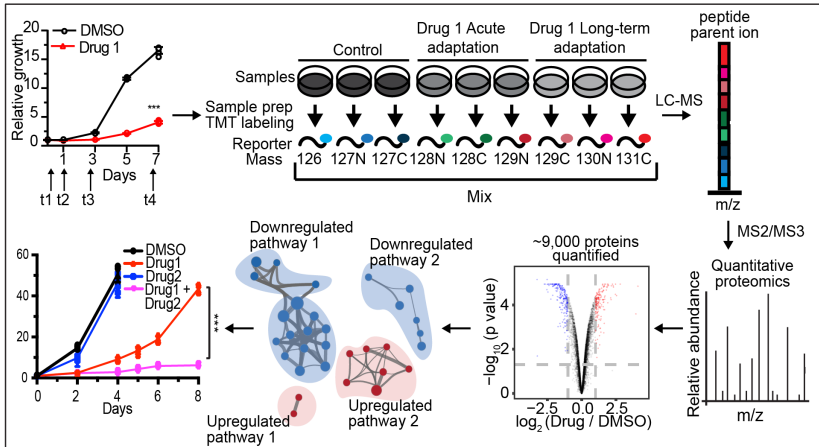 DMSO
Drug 1
Relative growth
20
15
10
5
0
1 3 5 7
Days
t1 t2 t3 t4
***
Control
Drug 1 Acute
adaptation
Drug 1 Long-term
adaptation
Samples
Sample prep
TMT labeling
Reporter
Mass
126 127N 127C 128N 128C 129N 129C 130N 131C
Mix
LC-MS
peptide
parent ion
m/z
MS2/MS3
Quantitative
proteomics
Relative abundance
m/z
~9,000 proteins
quantified
−log10 (p value)
4
2
0
−2.5 0.0 2.5
log2 (Drug / DMSO)
Downregulated
pathway 1
Downregulated
pathway 2
Upregulated
pathway 1
Upregulated
pathway 2
60
40
20
0
0 2 4 6 8
Days
DMSO
Drug1
Drug2
Drug1 +
Drug2
***